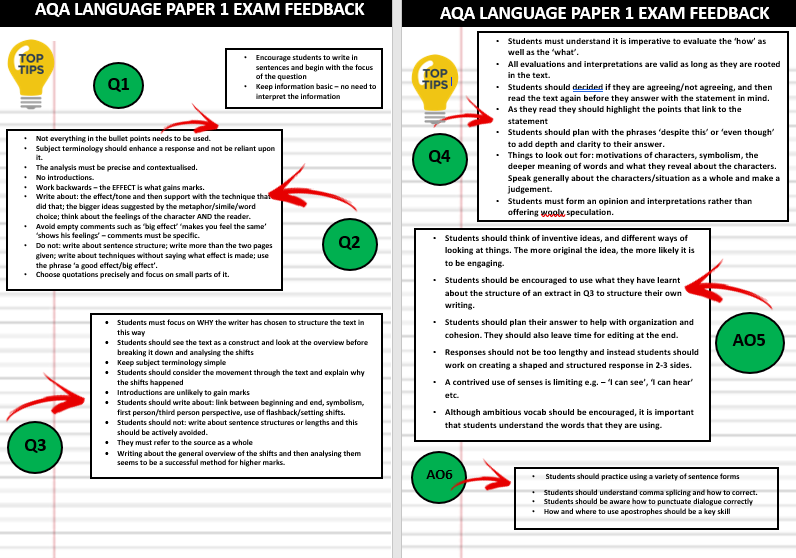 AQA LANGUAGE PAPER 1 EXAM FEEDBACK
TOP
TIPS
Q1
• Encourage students to write in
sentences and begin with the focus
of the question
• Keep information basic – no need to
interpret the information
• Not everything in the bullet points needs to be used.
• Subject terminology should enhance a response and not be reliant upon
it.
• The analysis must be precise and contextualised.
• No introductions.
• Work backwards – the EFFECT is what gains marks.
• Write about: the effect/tone and then support with the technique that
did that; the bigger ideas suggested by the metaphor/simile/word
choice; think about the feelings of the character AND the reader.
• Avoid empty comments such as 'big effect' 'makes you feel the same'
'shows his feelings' – comments must be specific.
• Do not: write about sentence structure; write more than the two pages
given; write about techniques without saying what effect is made; use
the phrase 'a good effect/big effect'.
• Choose quotations precisely and focus on small parts of it.
Q2
• Students must focus on WHY the writer has chosen to structure the text in
this way
• Students should see the text as a construct and look at the overview before
breaking it down and analysing the shifts
• Keep subject terminology simple
• Students should consider the movement through the text and explain why
the shifts happened
• Introductions are unlikely to gain marks
• Students should write about: link between beginning and end, symbolism,
first person/third person perspective, use of flashback/setting shifts.
• Students should not: write about sentence structures or lengths and this
should be actively avoided.
• They must refer to the source as a whole
• Writing about the general overview of the shifts and then analysing them
seems to be a successful method for higher marks.
Q3
AQA LANGUAGE PAPER 1 EXAM FEEDBACK
TOP
TIPS
Q4
• Students must understand it is imperative to evaluate the 'how' as
well as the 'what'.
• All evaluations and interpretations are valid as long as they are rooted
in the text.
• Students should decided if they are agreeing/not agreeing, and then
read the text again before they answer with the statement in mind.
• As they read they should highlight the points that link to the
statement
• Students should plan with the phrases 'despite this' or 'even though'
to add depth and clarity to their answer.
• Things to look out for: motivations of characters, symbolism, the
deeper meaning of words and what they reveal about the characters.
Speak generally about the characters/situation as a whole and make a
judgement.
• Students must form an opinion and interpretations rather than
offering speculation.
• Students should think of inventive ideas, and different ways of
looking at things. The more original the idea, the more likely it is
to be engaging.
• Students should be encouraged to use what they have learnt
about the structure of an extract in Q3 to structure their own
writing.
• Students should plan their answer to help with organization and
cohesion. They should also leave time for editing at the end.
• Responses should not be too lengthy and instead students should
work on creating a shaped and structured response in 2-3 sides.
• A contrived use of senses is limiting e.g. – 'I can see', 'I can hear'
etc.
• Although ambitious vocab should be encouraged, it is important
that students understand the words that they are using.
AO5
AO6
• Students should practice using a variety of sentence forms
• Students should understand comma splicing and how to correct.
• Students should be aware how to punctuate dialogue correctly
• How and where to use apostrophes should be a key skill